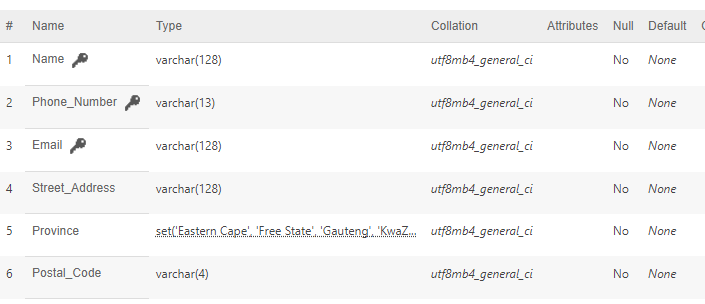 # Name Type Collation Attributes Null Default
1 Name varchar(128) utf8mb4_general_ci No None
2 Phone_Number varchar(13) utf8mb4_general_ci No None
3 Email varchar(128) utf8mb4_general_ci No None
4 Street_Address varchar(128) utf8mb4_general_ci No None
5 Province set('Eastern Cape', 'Free State', 'Gauteng', 'KwaZ... utf8mb4_general_ci No None
6 Postal_Code varchar(4) utf8mb4_general_ci No None